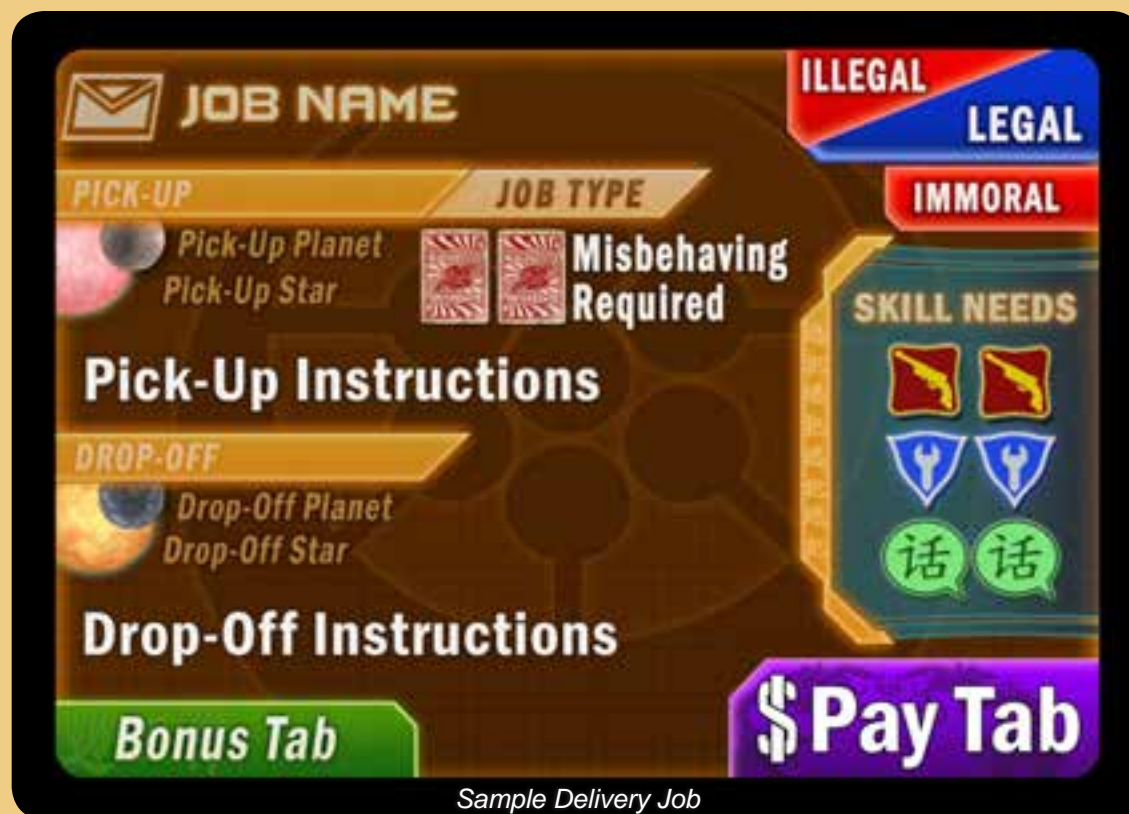 JOB NAME
ILLEGAL
LEGAL
IMMORAL
PICK-UP
JOB TYPE
Pick-Up Planet
Pick-Up Star
Misbehaving
Required
Pick-Up Instructions
SKILL NEEDS
话 话
DROP-OFF
Drop-Off Planet
Drop-Off Star
Drop-Off Instructions
Bonus Tab
$Pay Tab
Sample Delivery Job